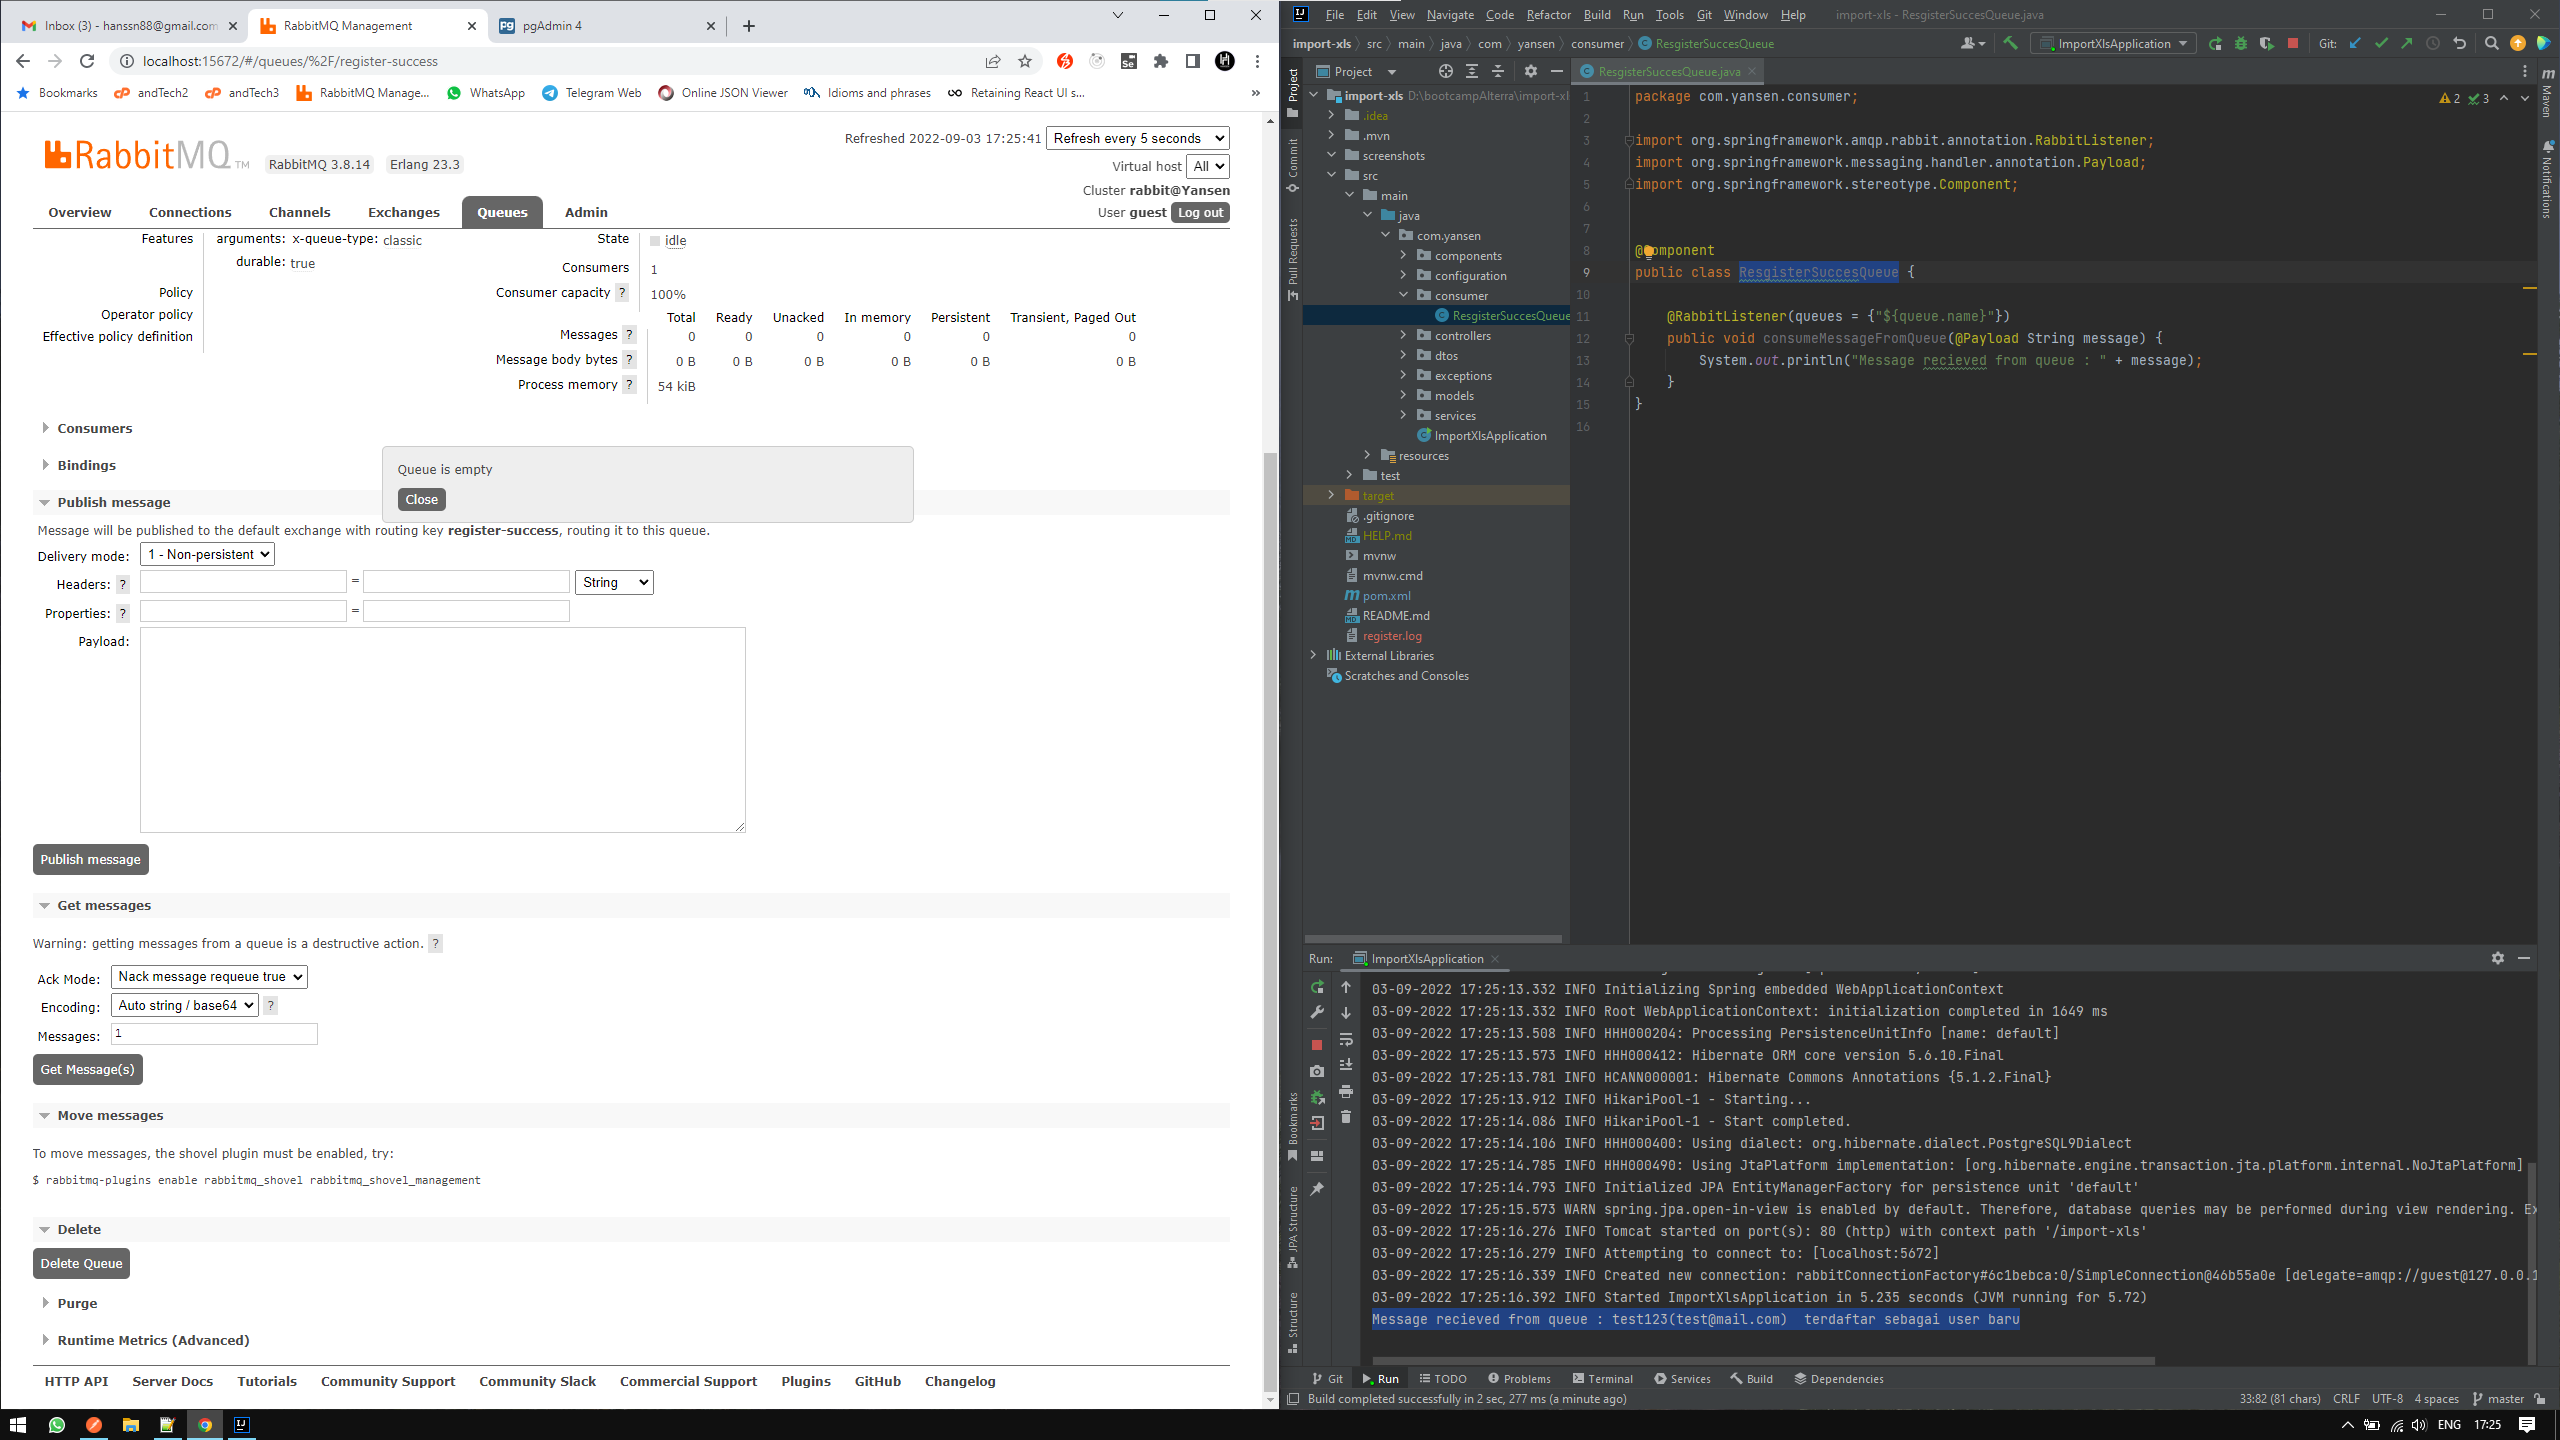 Inbox (3) - hanssn88@gmail.com
RabbitMQ Management
pgAdmin 4
localhost:15672/#/queues/%2F/register-success
Bookmarks
andTech2
andTech3
RabbitMQ Manage...
WhatsApp
Telegram Web
Online JSON Viewer
Idioms and phrases
Retaining React UI s...
»
Refreshed 2022-09-03 17:25:41 Refresh every 5 seconds
RabbitMQ TM RabbitMQ 3.8.14 Erlang 23.3
Virtual host All
Cluster rabbit@Yansen
User guest Log out
Overview Connections Channels Exchanges Queues Admin
Features arguments: x-queue-type: classic
durable: true
Policy
Operator policy
Effective policy definition
State idle
Consumers 1
Consumer capacity ? 100%
Total Ready Unacked In memory Persistent Transient, Paged Out
Messages ? 0 0 0 0 0 0
Message body bytes ? 0 B 0 B 0 B 0 B 0 B 0 B
Process memory ? 54 kiB
Consumers
Bindings
Queue is empty
Close
Publish message
Message will be published to the default exchange with routing key register-success, routing it to this queue.
Delivery mode: 1 - Non-persistent
Headers: ? = String
Properties: ? =
Payload:
Publish message
Get messages
Warning: getting messages from a queue is a destructive action. ?
Ack Mode: Nack message requeue true
Encoding: Auto string / base64 ?
Messages: 1
Get Message(s)
Move messages
To move messages, the shovel plugin must be enabled, try:
$ rabbitmq-plugins enable rabbitmq_shovel rabbitmq_shovel_management
Delete
Delete Queue
Purge
Runtime Metrics (Advanced)
HTTP API Server Docs Tutorials Community Support Community Slack Commercial Support Plugins GitHub Changelog
File Edit View Navigate Code Refactor Build Run Tools Git Window Help import-xls - ResgisterSuccesQueue.java
import-xls src main java com yansen consumer ResgisterSuccesQueue
ImportXlsApplication
Git:
Project
ResgisterSuccesQueue.java
import-xls D:\bootcampAlterra\import-xl
.idea
.mvn
screenshots
src
main
java
com.yansen
components
configuration
consumer
ResgisterSuccesQueue
controllers
dtos
exceptions
models
services
ImportXlsApplication
resources
test
target
.gitignore
HELP.md
mvnw
mvnw.cmd
pom.xml
README.md
register.log
External Libraries
Scratches and Consoles
Project
Commit
Pull Requests
Bookmarks
JPA Structure
Structure
Maven
Notifications
2 3
1 package com.yansen.consumer;
2
3 import org.springframework.amqp.rabbit.annotation.RabbitListener;
4 import org.springframework.messaging.handler.annotation.Payload;
5 import org.springframework.stereotype.Component;
6
7
8 @Component
9 public class ResgisterSuccesQueue {
10
11 @RabbitListener(queues = {"${queue.name}"})
12 public void consumeMessageFromQueue(@Payload String message) {
13 System.out.println("Message recieved from queue : " + message);
14 }
15 }
16
Run: ImportXlsApplication
03-09-2022 17:25:13.332 INFO Initializing Spring embedded WebApplicationContext
03-09-2022 17:25:13.332 INFO Root WebApplicationContext: initialization completed in 1649 ms
03-09-2022 17:25:13.508 INFO HHH000204: Processing PersistenceUnitInfo [name: default]
03-09-2022 17:25:13.573 INFO HHH000412: Hibernate ORM core version 5.6.10.Final
03-09-2022 17:25:13.781 INFO HCANN000001: Hibernate Commons Annotations {5.1.2.Final}
03-09-2022 17:25:13.912 INFO HikariPool-1 - Starting...
03-09-2022 17:25:14.086 INFO HikariPool-1 - Start completed.
03-09-2022 17:25:14.106 INFO HHH000400: Using dialect: org.hibernate.dialect.PostgreSQL9Dialect
03-09-2022 17:25:14.785 INFO HHH000490: Using JtaPlatform implementation: [org.hibernate.engine.transaction.jta.platform.internal.NoJtaPlatform]
03-09-2022 17:25:14.793 INFO Initialized JPA EntityManagerFactory for persistence unit 'default'
03-09-2022 17:25:15.573 WARN spring.jpa.open-in-view is enabled by default. Therefore, database queries may be performed during view rendering. Ex
03-09-2022 17:25:16.276 INFO Tomcat started on port(s): 80 (http) with context path '/import-xls'
03-09-2022 17:25:16.279 INFO Attempting to connect to: [localhost:5672]
03-09-2022 17:25:16.339 INFO Created new connection: rabbitConnectionFactory#6c1bebca:0/SimpleConnection@46b55a0e [delegate=amqp://guest@127.0.0.1
03-09-2022 17:25:16.392 INFO Started ImportXlsApplication in 5.235 seconds (JVM running for 5.72)
Message recieved from queue : test123(test@mail.com)  terdaftar sebagai user baru
Git Run TODO Problems Terminal Services Build Dependencies
Build completed successfully in 2 sec, 277 ms (a minute ago) 33:82 (81 chars) CRLF UTF-8 4 spaces master
ENG 17:25